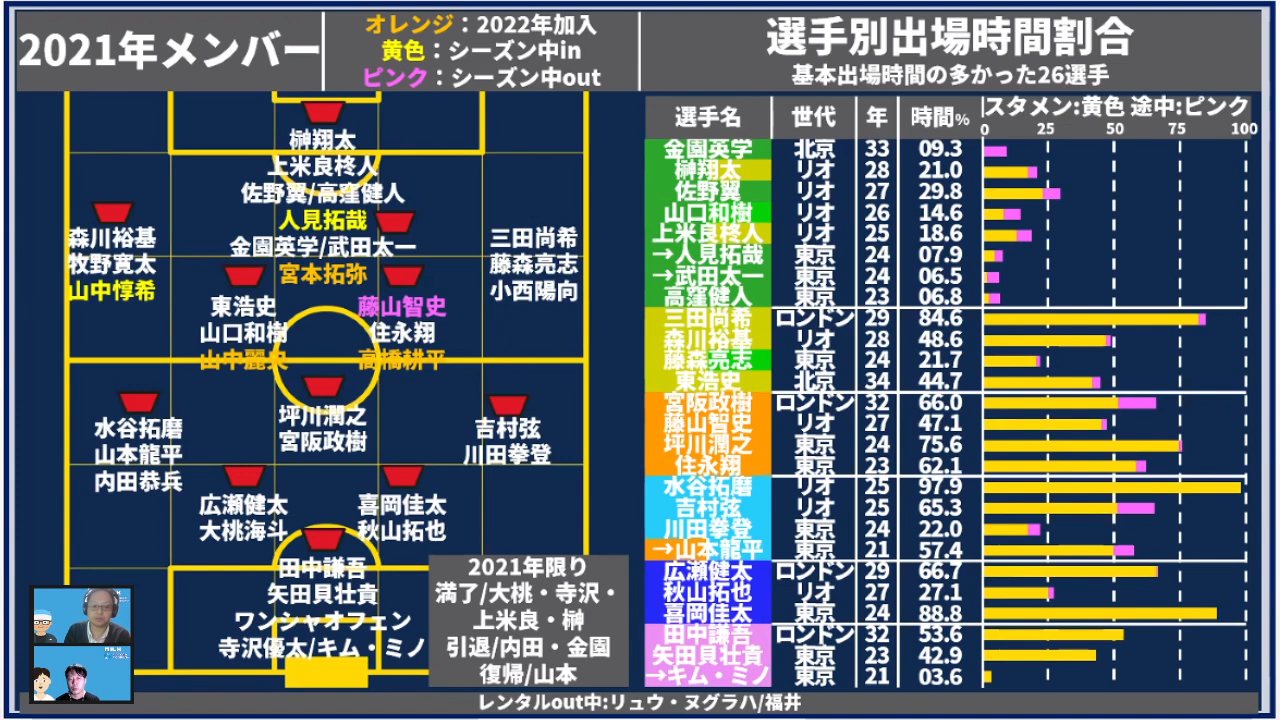 2021年メンバー
オレンジ：2022年加入
黄色：シーズン中in
ピンク：シーズン中out
選手別出場時間割合
基本出場時間の多かった26選手
榊翔太
上米良柊人
佐野翼/高窪健人
人見拓哉
金園英学/武田太一
宮本拓弥
森川裕基
牧野寛太
山中惇希
三田尚希
藤森亮志
小西陽向
東浩史
山口和樹
山中麗央
藤山智史
住永翔
高橋耕平
坪川潤之
宮阪政樹
水谷拓磨
山本龍平
内田恭兵
吉村弦
川田拳登
広瀬健太
大桃海斗
喜岡佳太
秋山拓也
田中謙吾
矢田貝壮貴
ワンシャオフェン
寺沢優太/キム・ミノ
2021年限り
満了/大桃・寺沢・
上米良・榊
引退/内田・金園
復帰/山本
選手名 世代 年 時間% スタメン:黄色 途中:ピンク
0 25 50 75 100
金園英学 北京 33 09.3
榊翔太 リオ 28 21.0
佐野翼 リオ 27 29.8
山口和樹 リオ 26 14.6
上米良柊人 リオ 25 18.6
→人見拓哉 東京 24 07.9
→武田太一 東京 24 06.5
高窪健人 東京 23 06.8
三田尚希 ロンドン 29 84.6
森川裕基 リオ 28 48.6
藤森亮志 東京 24 21.7
東浩史 北京 34 44.7
宮阪政樹 ロンドン 32 66.0
藤山智史 リオ 27 47.1
坪川潤之 東京 24 75.6
住永翔 東京 23 62.1
水谷拓磨 リオ 25 97.9
吉村弦 リオ 25 65.3
川田拳登 東京 24 22.0
→山本龍平 東京 21 57.4
広瀬健太 ロンドン 29 66.7
秋山拓也 リオ 27 27.1
喜岡佳太 東京 24 88.8
田中謙吾 ロンドン 32 53.6
矢田貝壮貴 東京 23 42.9
→キム・ミノ 東京 21 03.6
レンタルout中:リュウ・ヌグラハ/福井